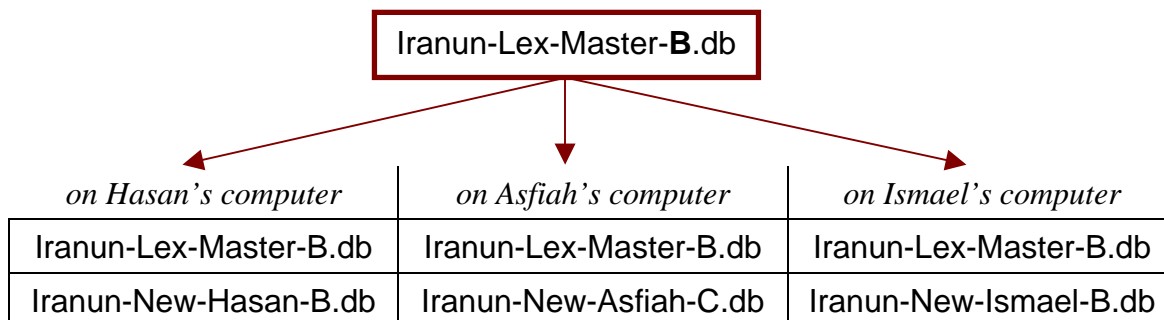 Iranun-Lex-Master-B.db
on Hasan's computer on Asfiah's computer on Ismael's computer
Iranun-Lex-Master-B.db Iranun-Lex-Master-B.db Iranun-Lex-Master-B.db
Iranun-New-Hasan-B.db Iranun-New-Asfiah-C.db Iranun-New-Ismael-B.db